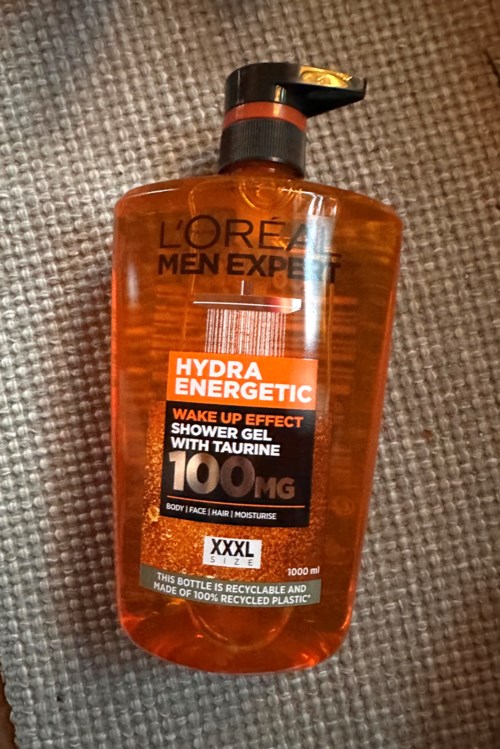 L'ORÉAL
MEN EXPERT
HYDRA
ENERGETIC
WAKE UP EFFECT
SHOWER GEL
WITH TAURINE
100MG
BODY | FACE | HAIR | MOISTURISE
XXXL
SIZE
1000 ml
THIS BOTTLE IS RECYCLABLE AND
MADE OF 100% RECYCLED PLASTIC*